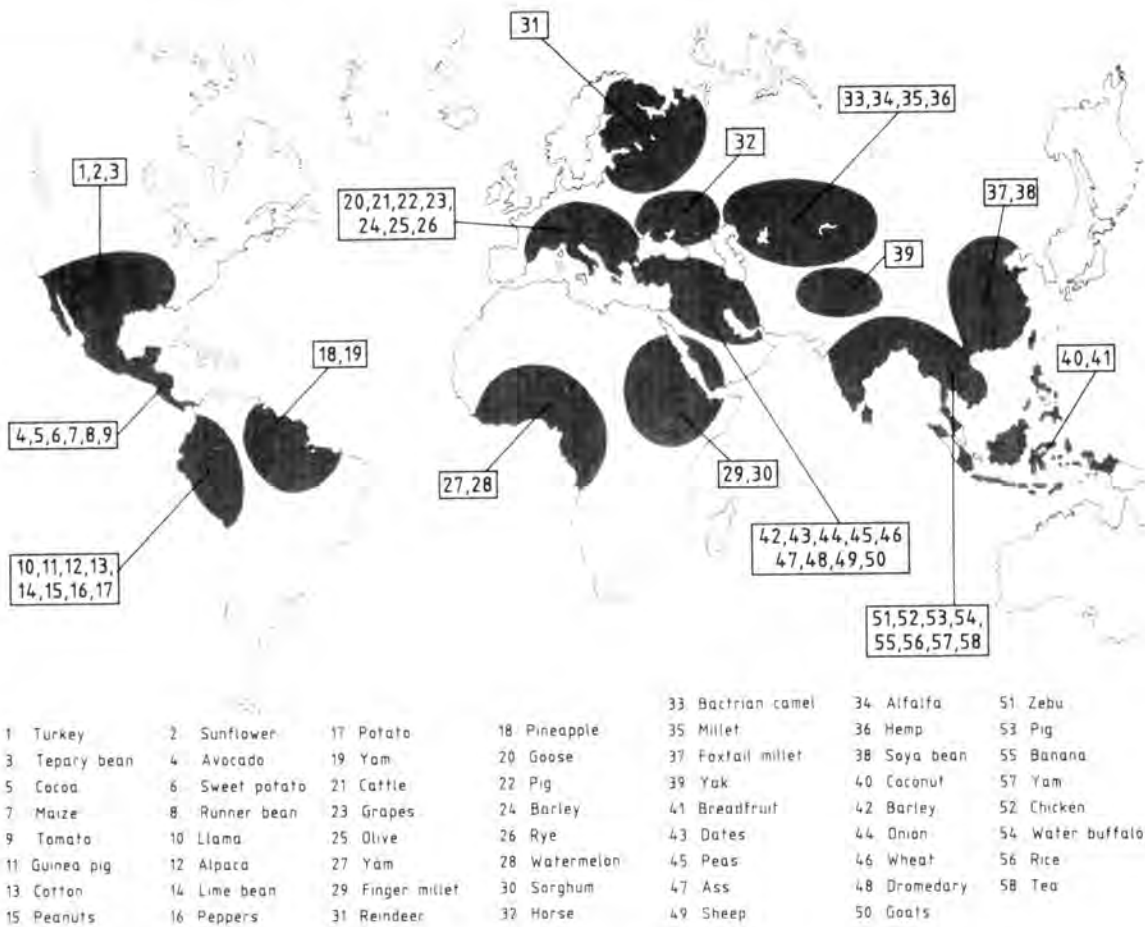 31
33,34,35,36
32
1,2,3
20,21,22,23,
24,25,26
37,38
39
18,19
40,41
4,5,6,7,8,9
27,28
29,30
42,43,44,45,46
47,48,49,50
10,11,12,13,
14,15,16,17
51,52,53,54,
55,56,57,58
33 Bactrian camel 34 Alfalfa 51 Zebu
1 Turkey 2 Sunflower 17 Potato 18 Pineapple 35 Millet 36 Hemp 53 Pig
3 Tepary bean 4 Avocado 19 Yam 20 Goose 37 Foxtail millet 38 Soya bean 55 Banana
5 Cocoa 6 Sweet potato 21 Cattle 22 Pig 39 Yak 40 Coconut 57 Yam
7 Maize 8 Runner bean 23 Grapes 24 Barley 41 Breadfruit 42 Barley 52 Chicken
9 Tomato 10 Llama 25 Olive 26 Rye 43 Dates 44 Onion 54 Water buffalo
11 Guinea pig 12 Alpaca 27 Yam 28 Watermelon 45 Peas 46 Wheat 56 Rice
13 Cotton 14 Lime bean 29 Finger millet 30 Sorghum 47 Ass 48 Dromedary 58 Tea
15 Peanuts 16 Peppers 31 Reindeer 32 Horse 49 Sheep 50 Goats